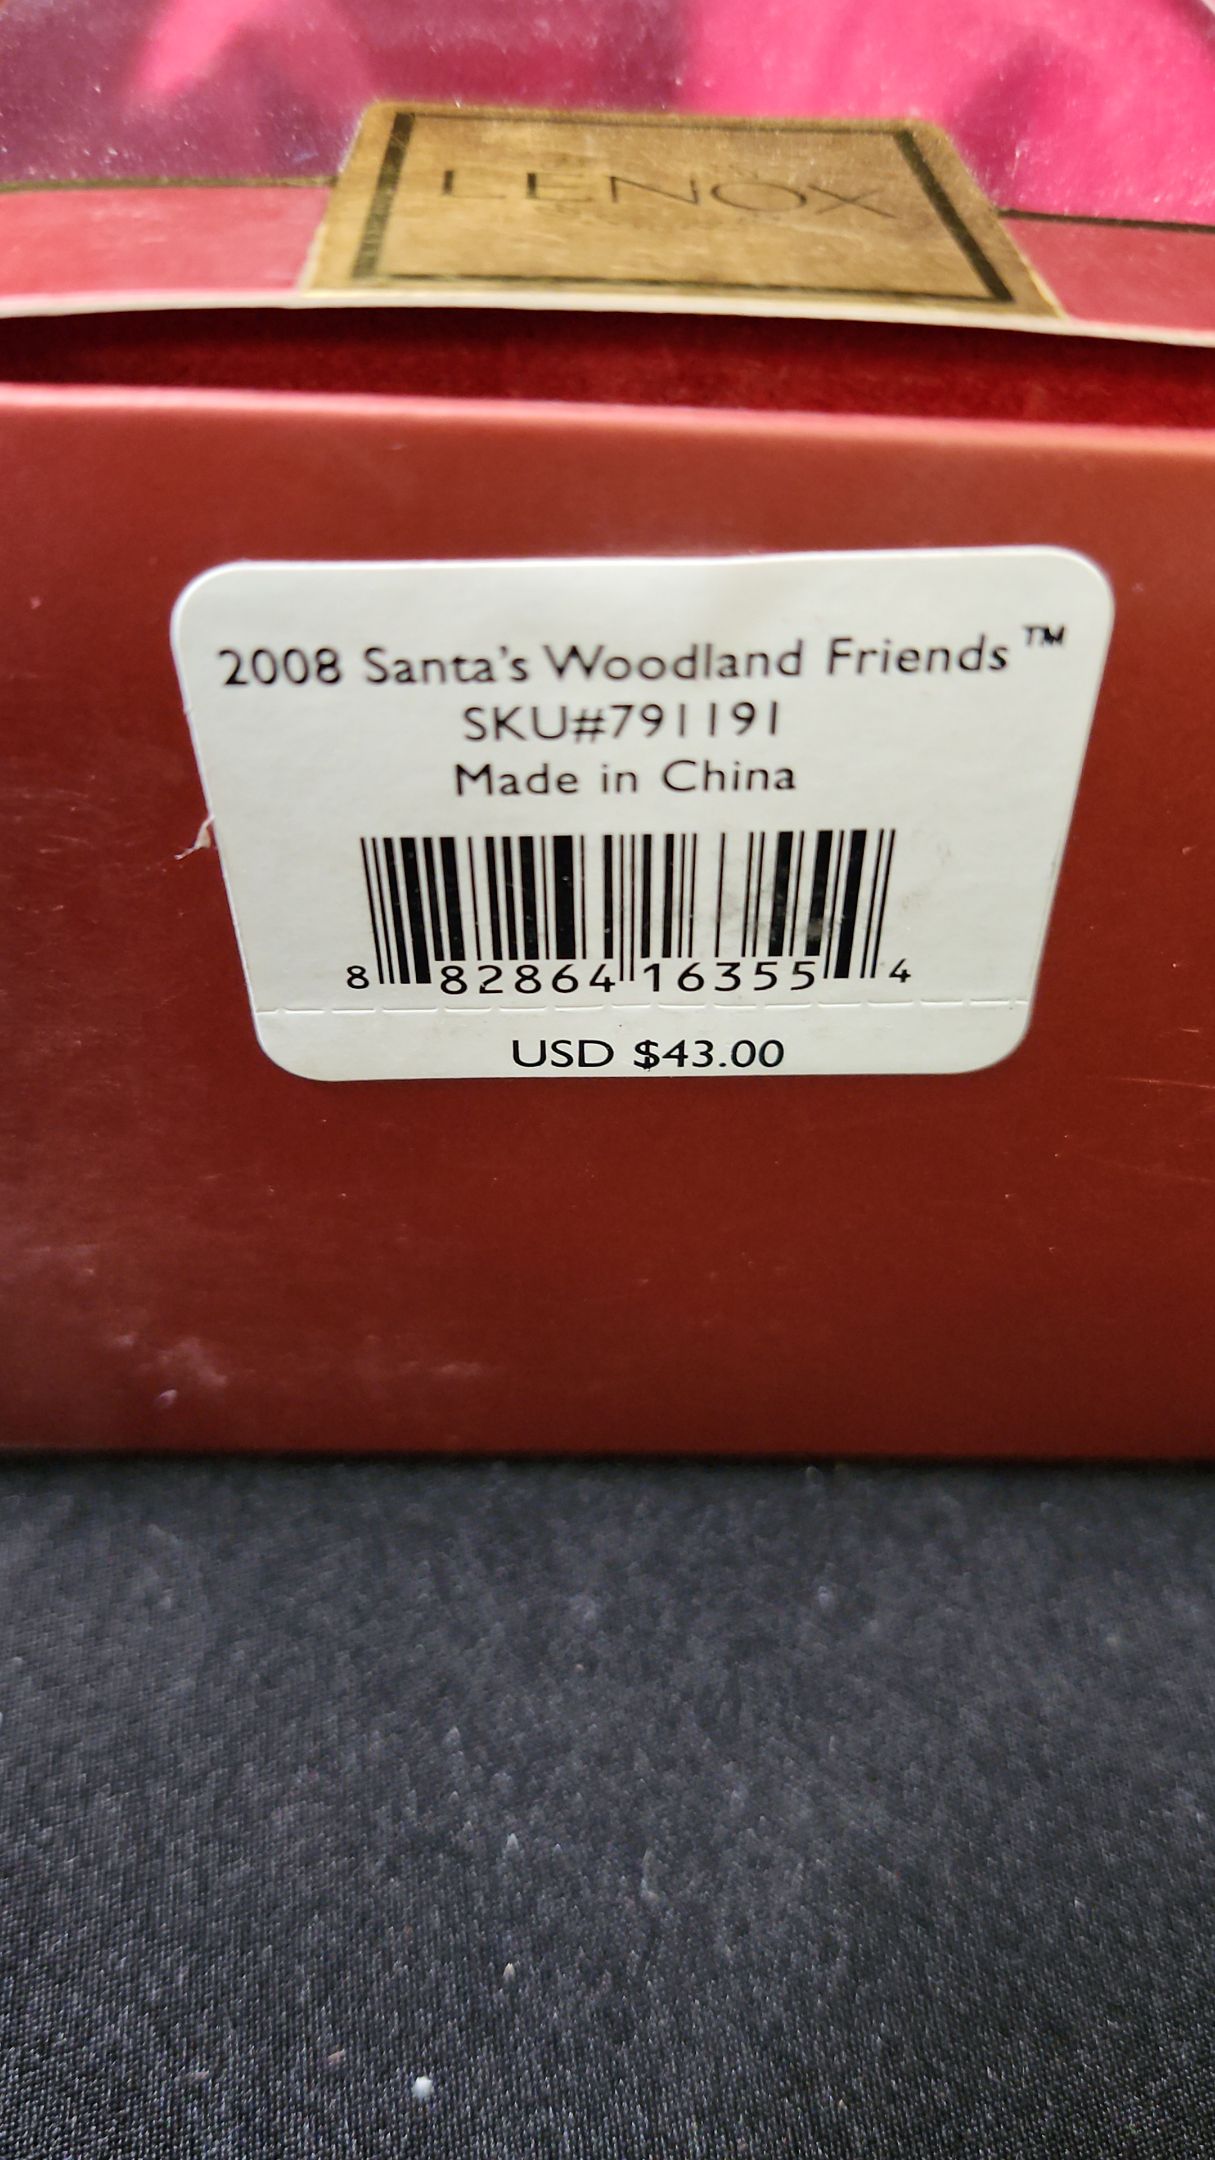 LENOX
2008 Santa's Woodland Friends™
SKU#791191
Made in China
8 82864 16355 4
USD $43.00